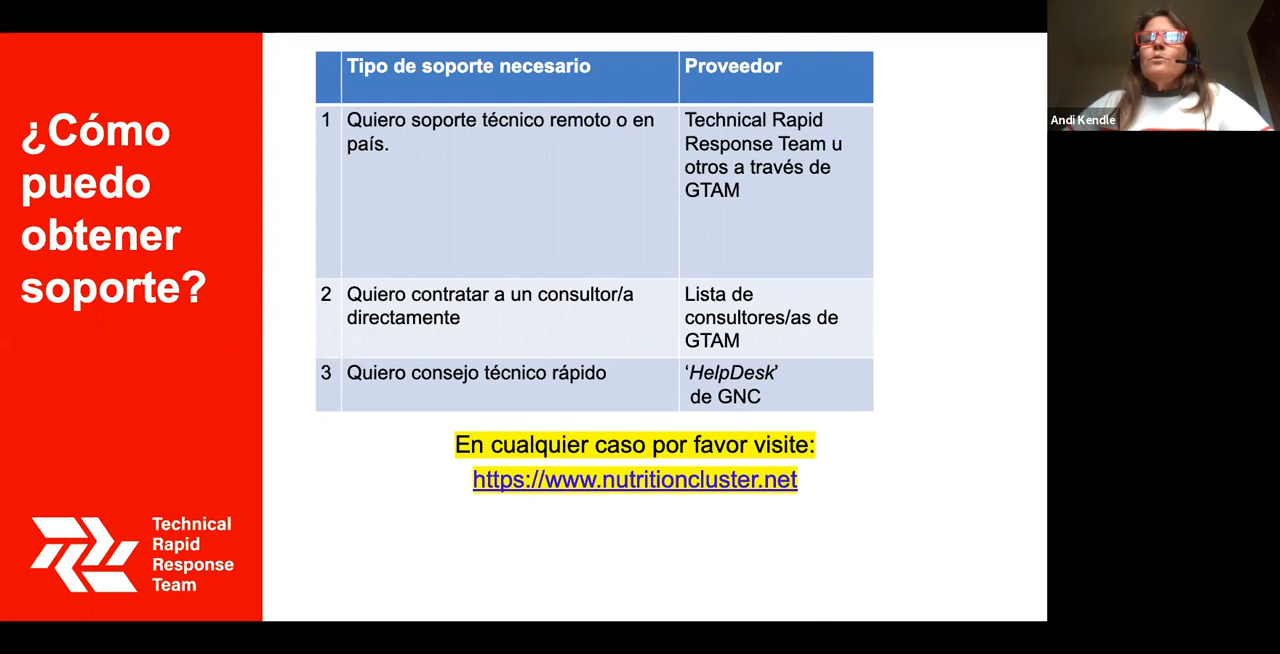 ¿Cómo
puedo
obtener
soporte?
Technical
Rapid
Response
Team
Tipo de soporte necesario
Proveedor
1
Quiero soporte técnico remoto o en
país.
Technical Rapid
Response Team u
otros a través de
GTAM
2
Quiero contratar a un consultor/a
directamente
Lista de
consultores/as de
GTAM
3
Quiero consejo técnico rápido
‘HelpDesk’
de GNC
En cualquier caso por favor visite:
https://www.nutritioncluster.net
Andi Kendle